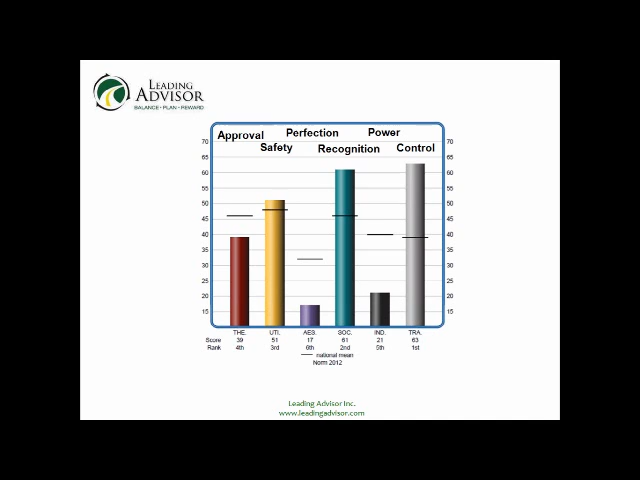 LEADING
ADVISOR
BALANCE • PLAN • REWARD
Approval Perfection Power
Safety Recognition Control
70 70
65 65
60 60
55 55
50 50
45 45
40 40
35 35
30 30
25 25
20 20
15 15
THE. UTI. AES. SOC. IND. TRA.
Score 39 51 17 61 21 63
Rank 4th 3rd 6th 2nd 5th 1st
national mean
Norm 2012
Leading Advisor Inc.
www.leadingadvisor.com